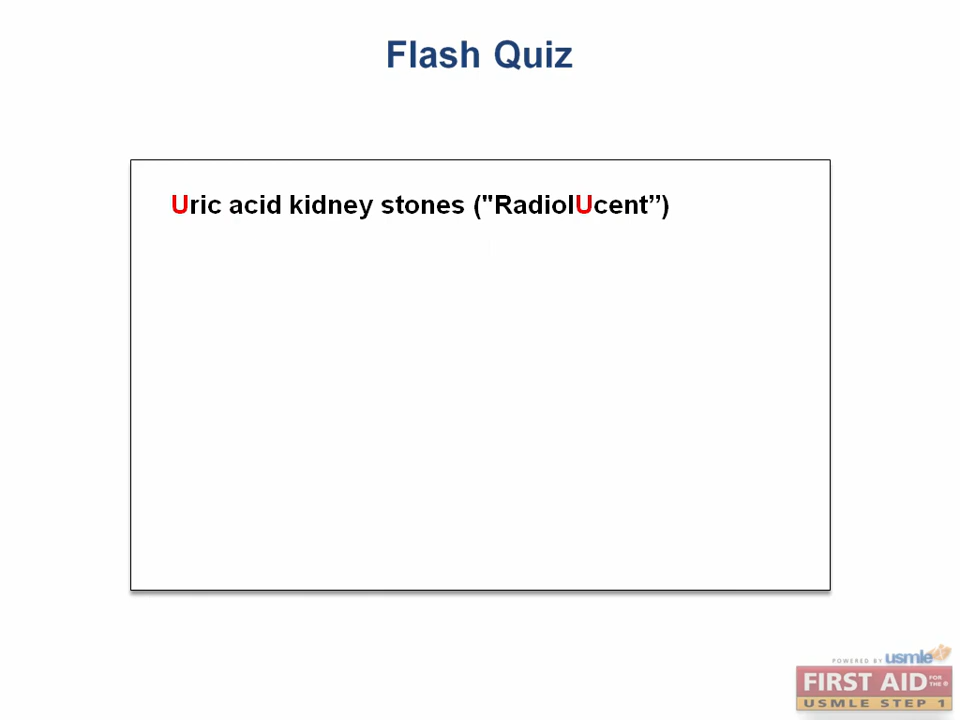 Flash Quiz
Uric acid kidney stones ("RadiolUcent”)
POWERED BY usmle
FIRST AID FOR THE ®
USMLE STEP 1